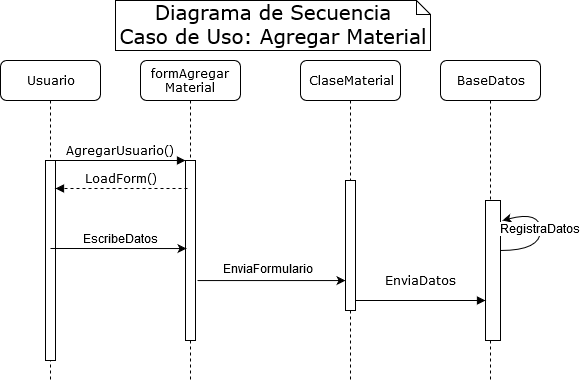 Diagrama de Secuencia
Caso de Uso: Agregar Material
Usuario
formAgregar
Material
ClaseMaterial
BaseDatos
AgregarUsuario()
LoadForm()
EscribeDatos
RegistraDatos
EnviaFormulario
EnviaDatos